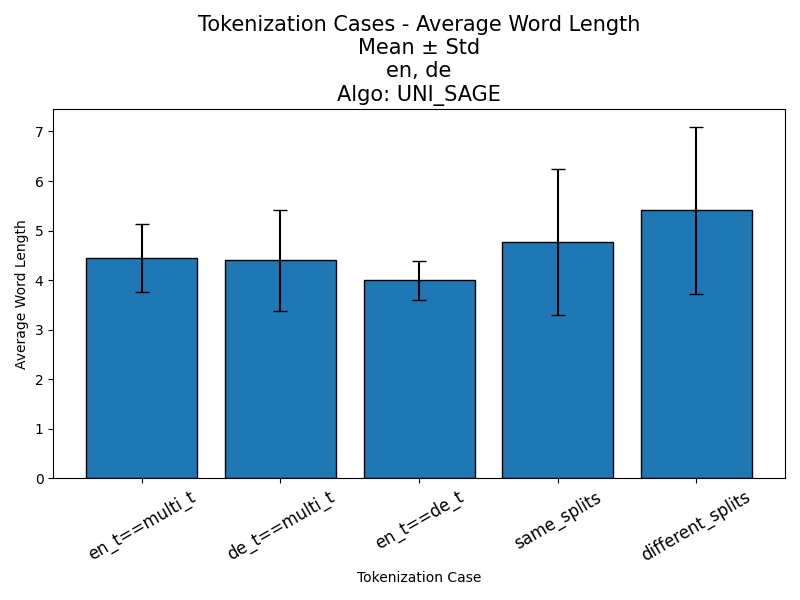 Tokenization Cases - Average Word Length
Mean ± Std
en, de
Algo: UNI_SAGE
Average Word Length
7
6
5
4
3
2
1
0
en_t==multi_t
de_t==multi_t
en_t==de_t
same_splits
different_splits
Tokenization Case